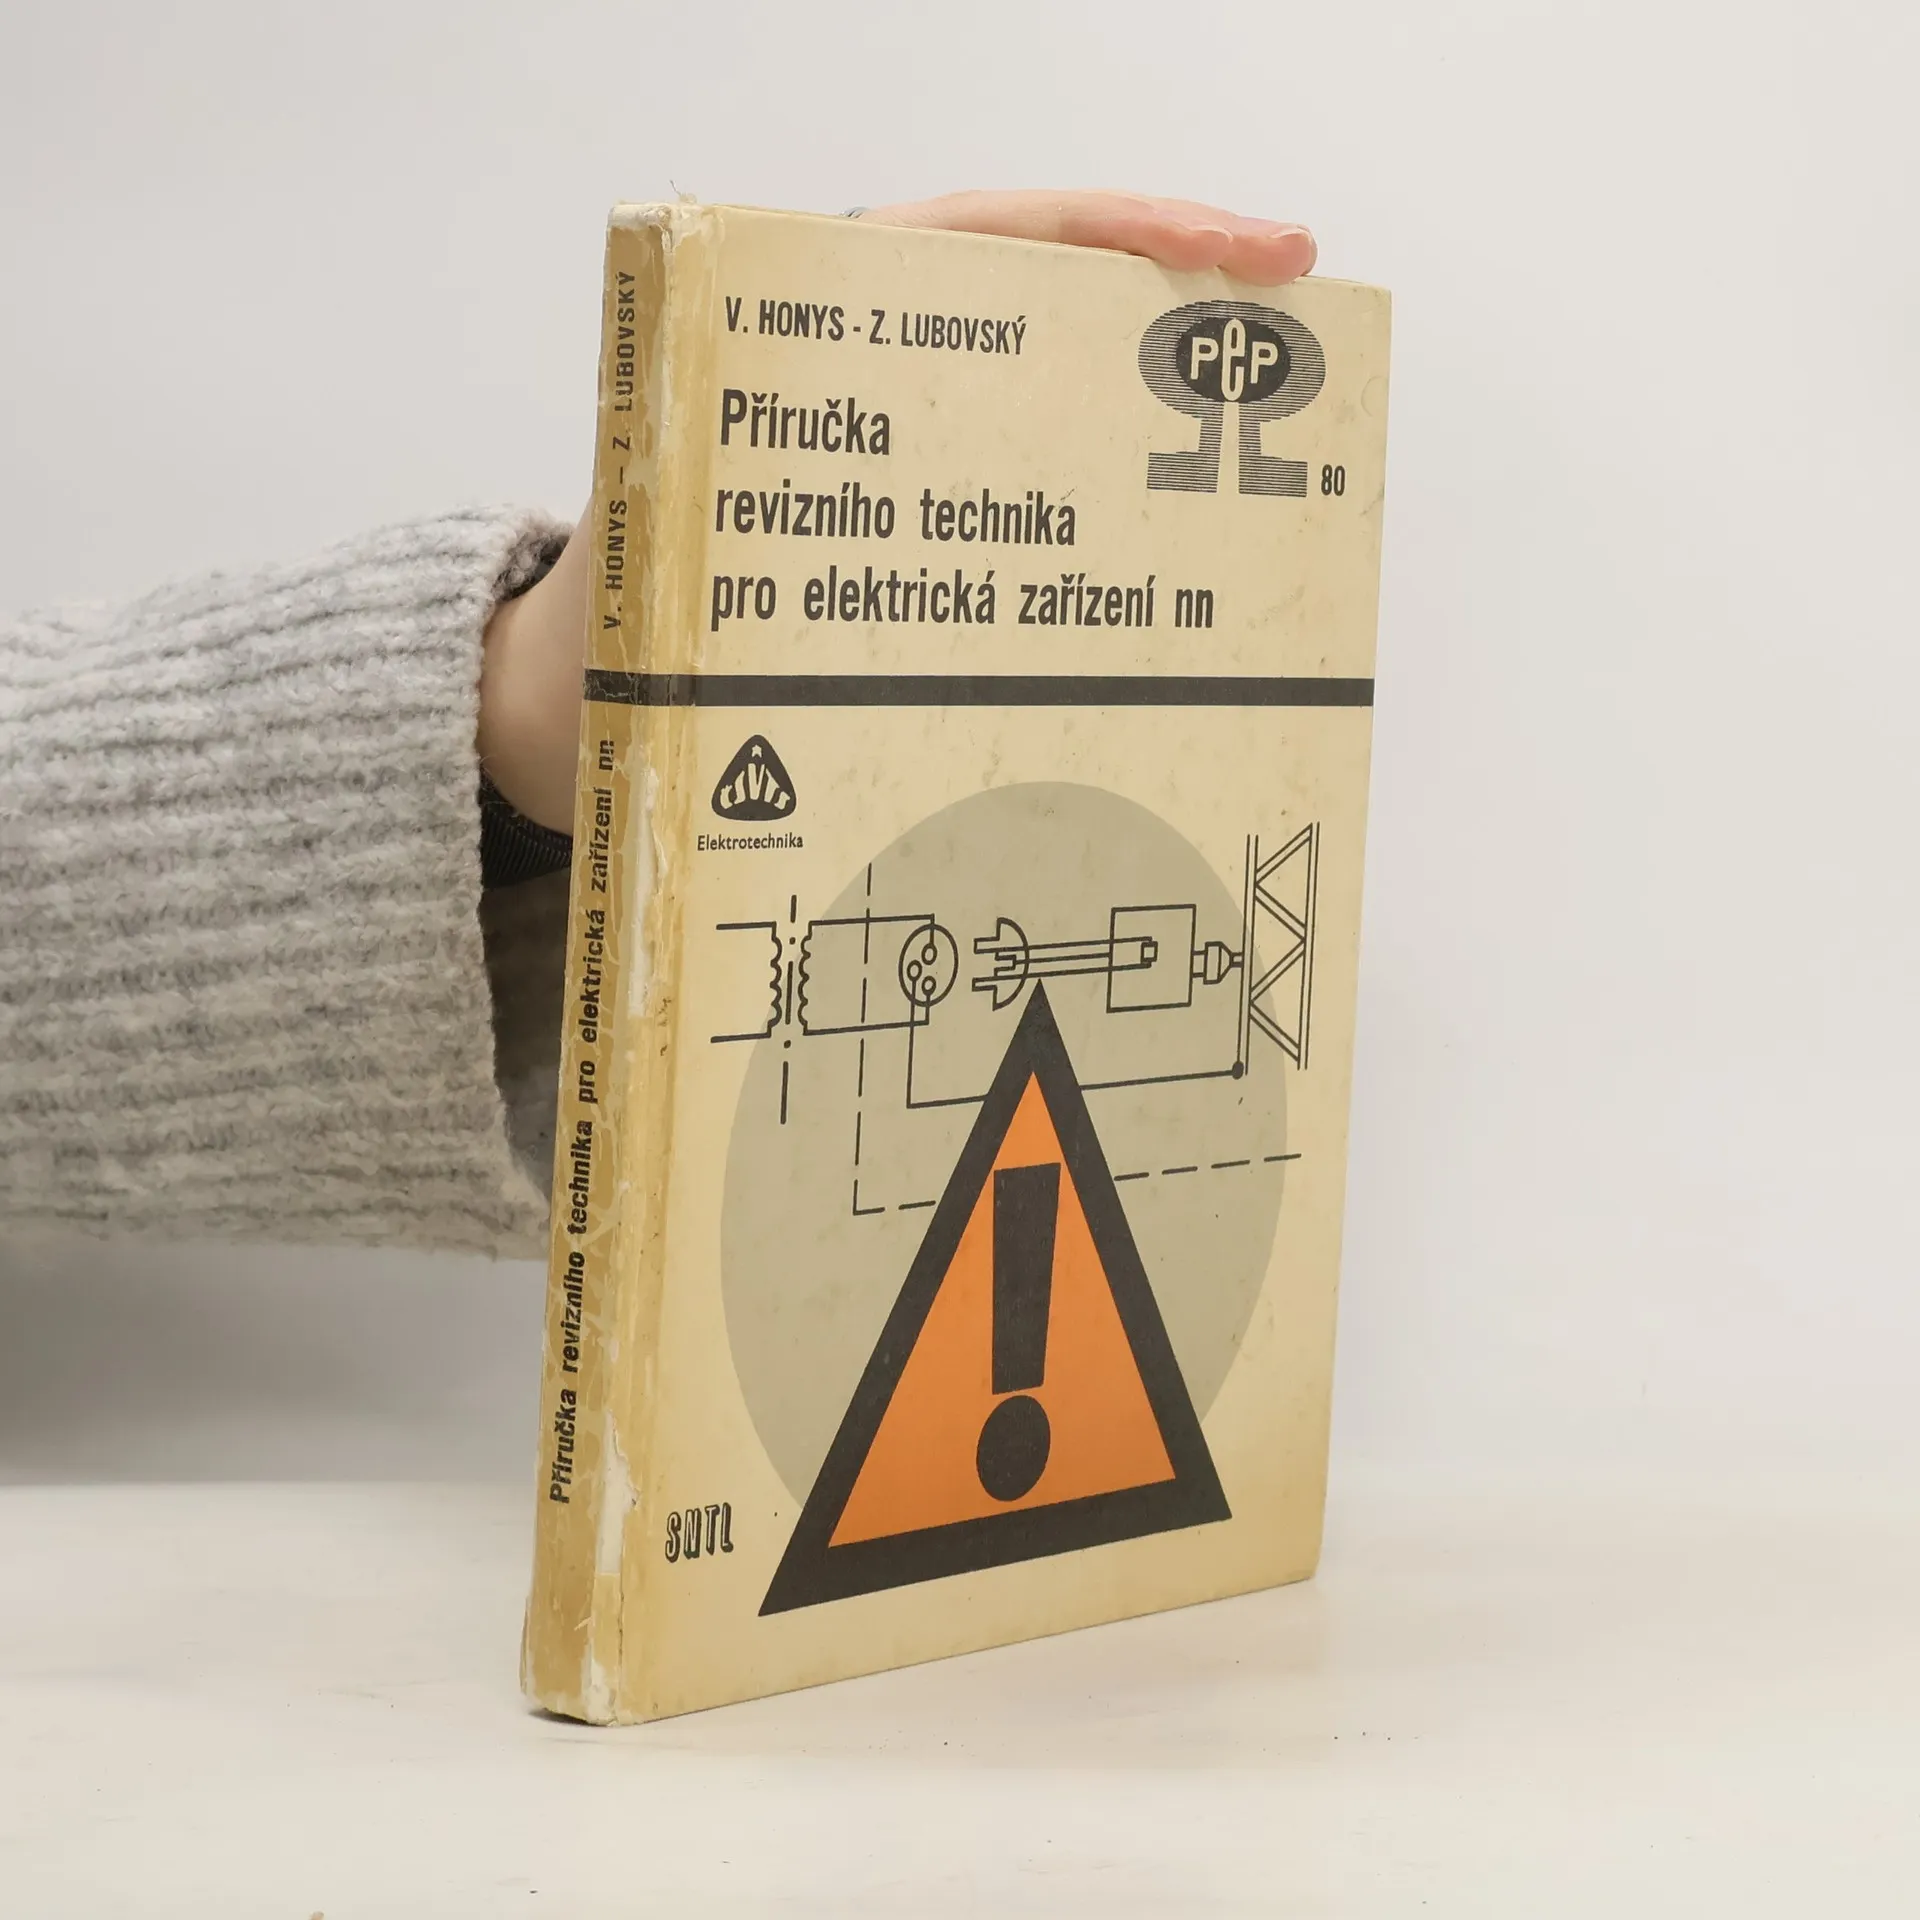 V. HONYS - Z. LUBOVSKÝ
PeP
80
Příručka
revizního technika
pro elektrická zařízení nn
ČSVTS
Elektrotechnika
SNTL
V. HONYS - Z. LUBOVSKÝ
Příručka revizního technika pro elektrická zařízení nn